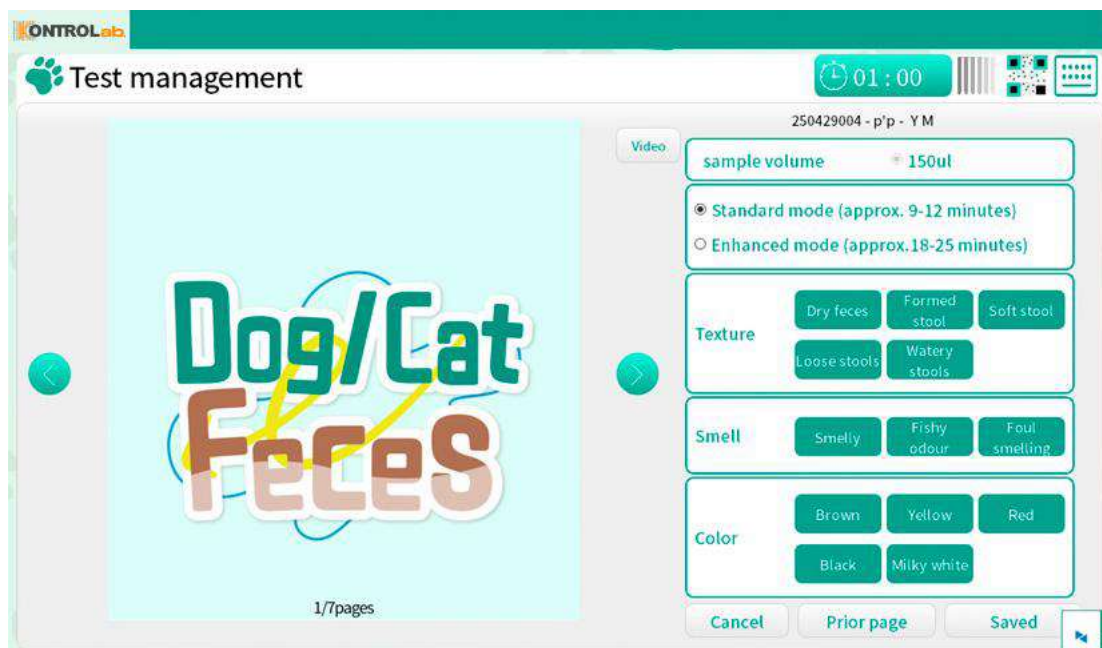 KONTROLab.
Test management
01:00
250429004 - p'p - Y M
Video
sample volume 150ul
Standard mode (approx. 9-12 minutes)
Enhanced mode (approx.18-25 minutes)
Texture
Dry feces
Formed
stool
Soft stool
Loose stools
Watery
stools
Smell
Smelly
Fishy
odour
Foul
smelling
Color
Brown
Yellow
Red
Black
Milky white
Dog/Cat
Feces
1/7pages
Cancel
Prior page
Saved